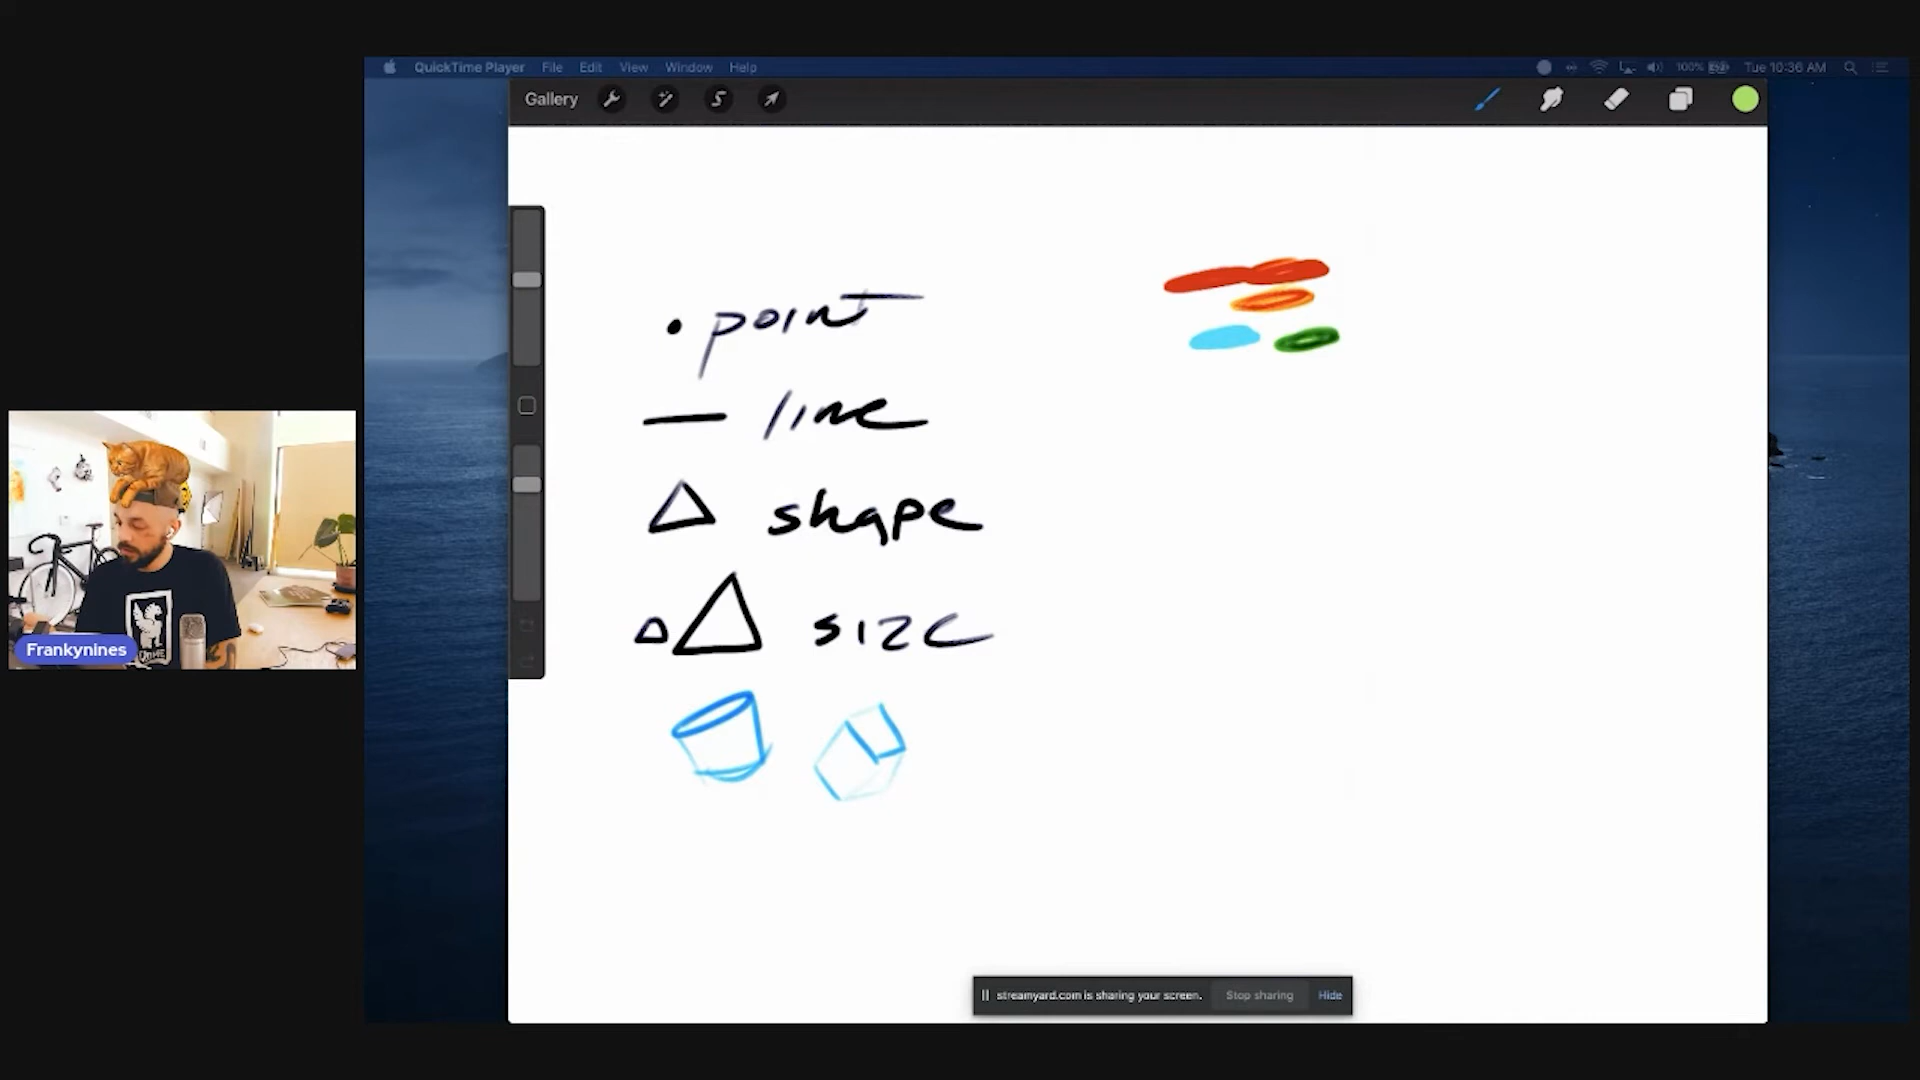 QuickTime Player File Edit View Window Help 100% Tue 10:36 AM
Gallery
point
line
shape
size
Frankynines
streamyard.com is sharing your screen. Stop sharing Hide